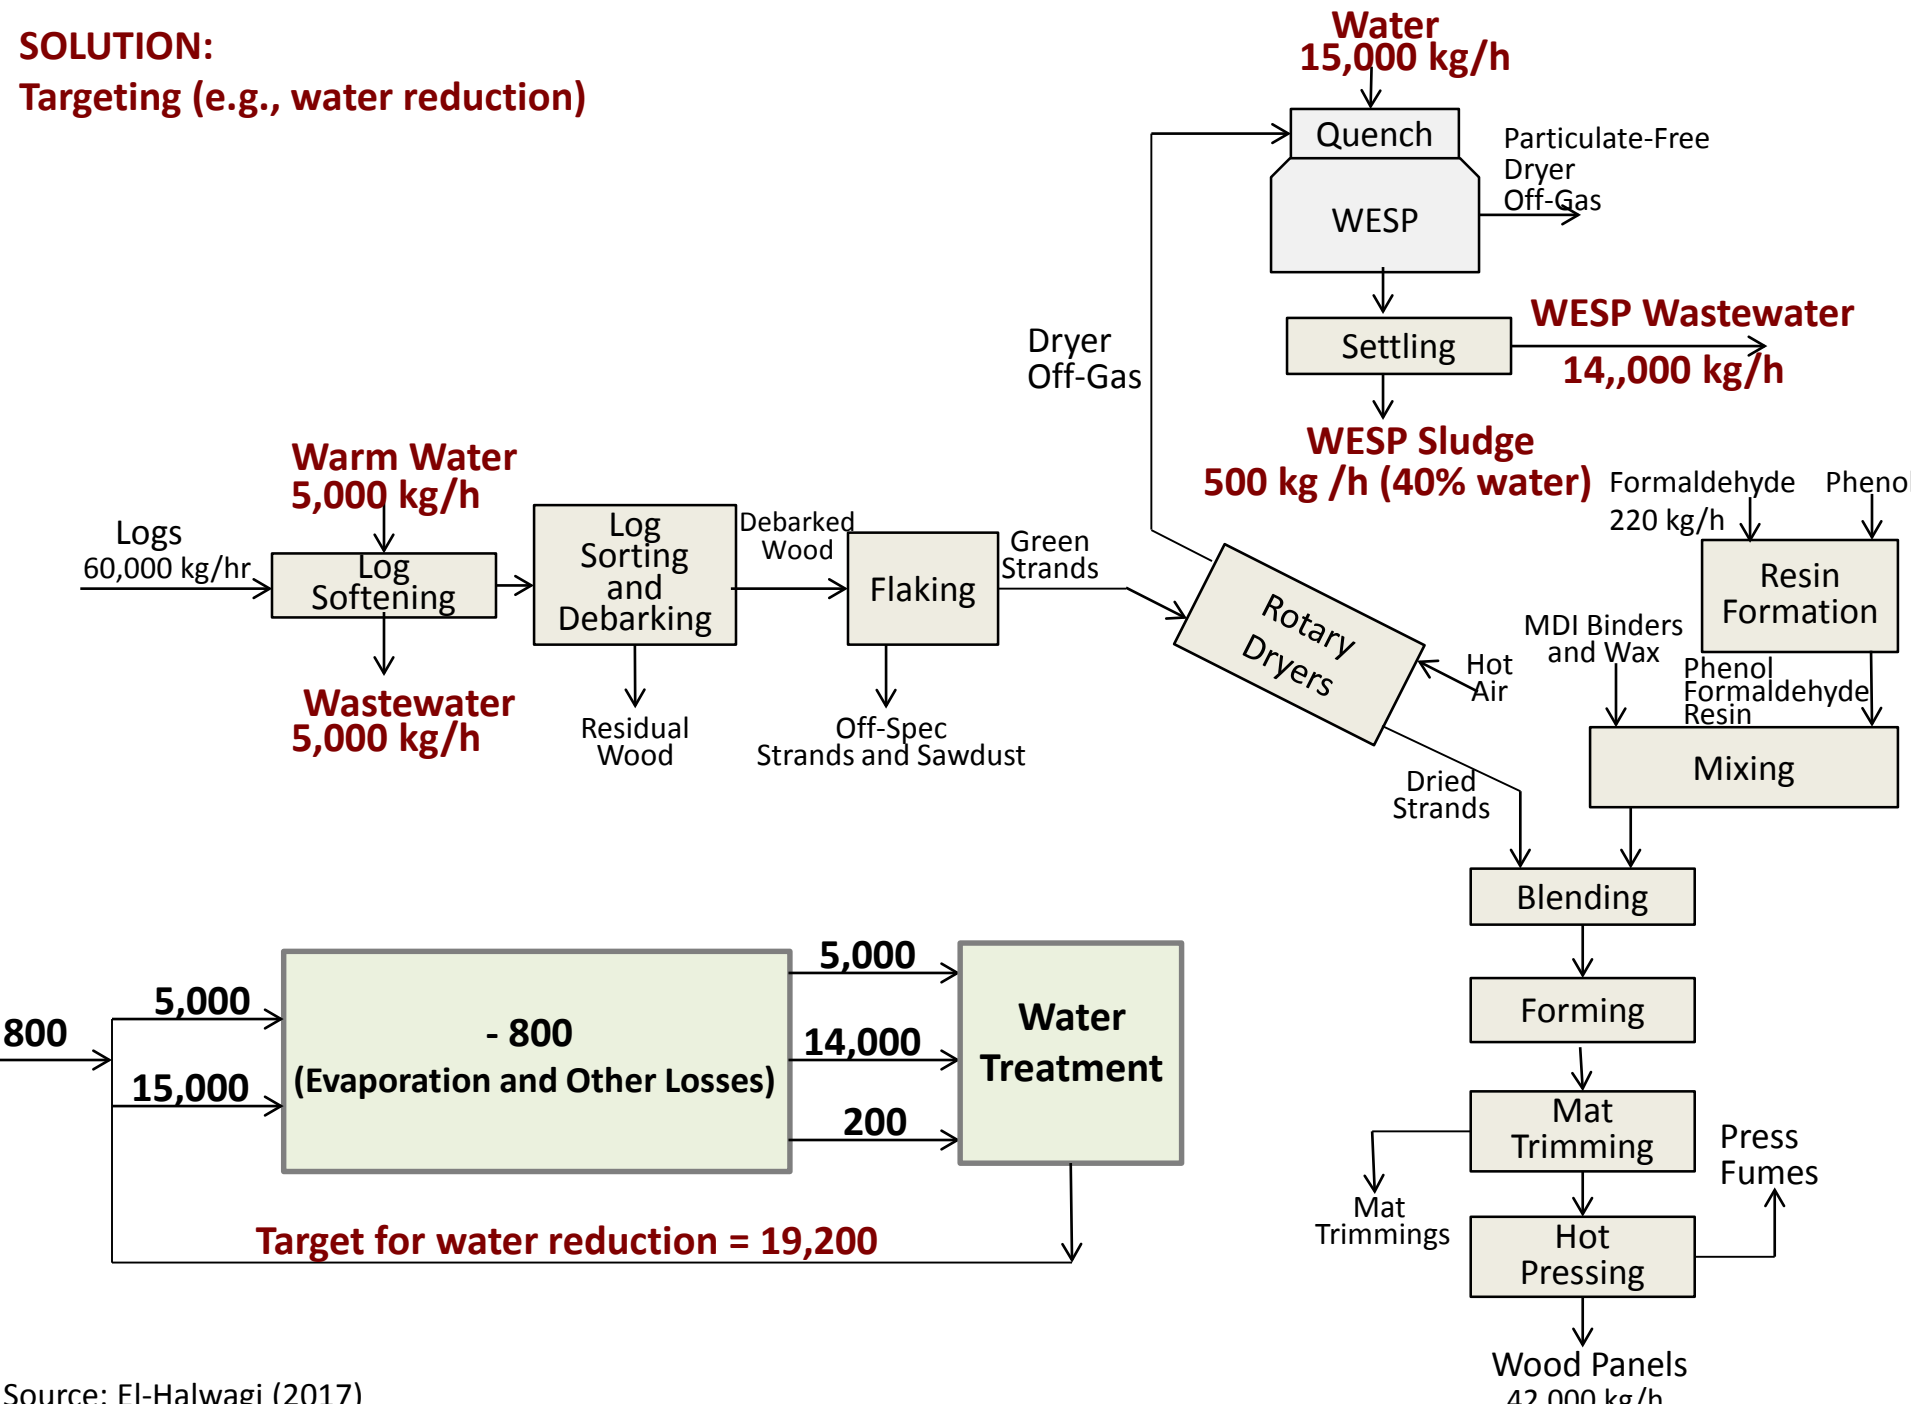 SOLUTION:
Targeting (e.g., water reduction)
Water
15,000 kg/h
Quench
WESP
Particulate-Free
Dryer
Off-Gas
Settling
WESP Wastewater
14,,000 kg/h
Dryer
Off-Gas
WESP Sludge
500 kg /h (40% water)
Formaldehyde
220 kg/h
Phenol
Resin
Formation
Warm Water
5,000 kg/h
Logs
60,000 kg/hr
Log
Softening
Wastewater
5,000 kg/h
Log
Sorting
and
Debarking
Residual
Wood
Debarked
Wood
Flaking
Off-Spec
Strands and Sawdust
Green
Strands
Rotary
Dryers
Hot
Air
Dried
Strands
MDI Binders
and Wax
Phenol
Formaldehyde
Resin
Mixing
Blending
Forming
Mat
Trimming
Mat
Trimmings
Press
Fumes
Hot
Pressing
Wood Panels
42,000 kg/h
800
5,000
15,000
- 800
(Evaporation and Other Losses)
5,000
14,000
200
Water
Treatment
Target for water reduction = 19,200
Source: El-Halwagi (2017)